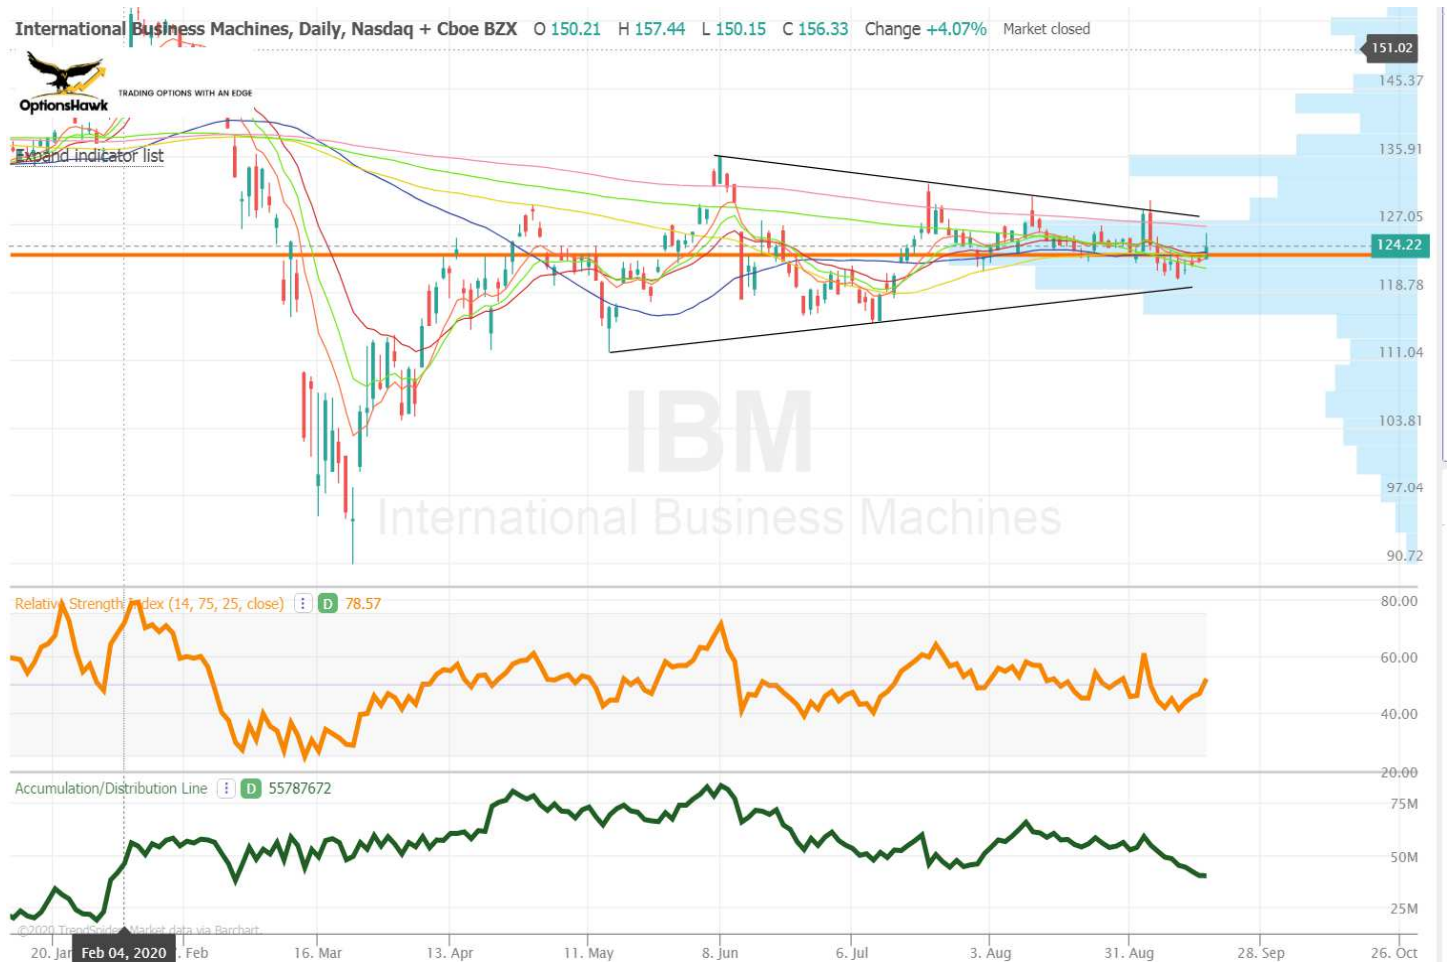 International Business Machines, Daily, Nasdaq + Cboe BZX O 150.21 H 157.44 L 150.15 C 156.33 Change +4.07% Market closed
151.02
145.37
OptionsHawk
TRADING OPTIONS WITH AN EDGE
135.91
Expand indicator list
127.05
124.22
118.78
111.04
IBM
103.81
97.04
International Business Machines
90.72
Relative Strength Index (14, 75, 25, close) D 78.57
80.00
60.00
40.00
20.00
Accumulation/Distribution Line D 55787672
75M
50M
25M
©2020 TrendSpider. Market data via Barchart.
20. Jan Feb 04, 2020 Feb 16. Mar 13. Apr 11. May 8. Jun 6. Jul 3. Aug 31. Aug 28. Sep 26. Oct